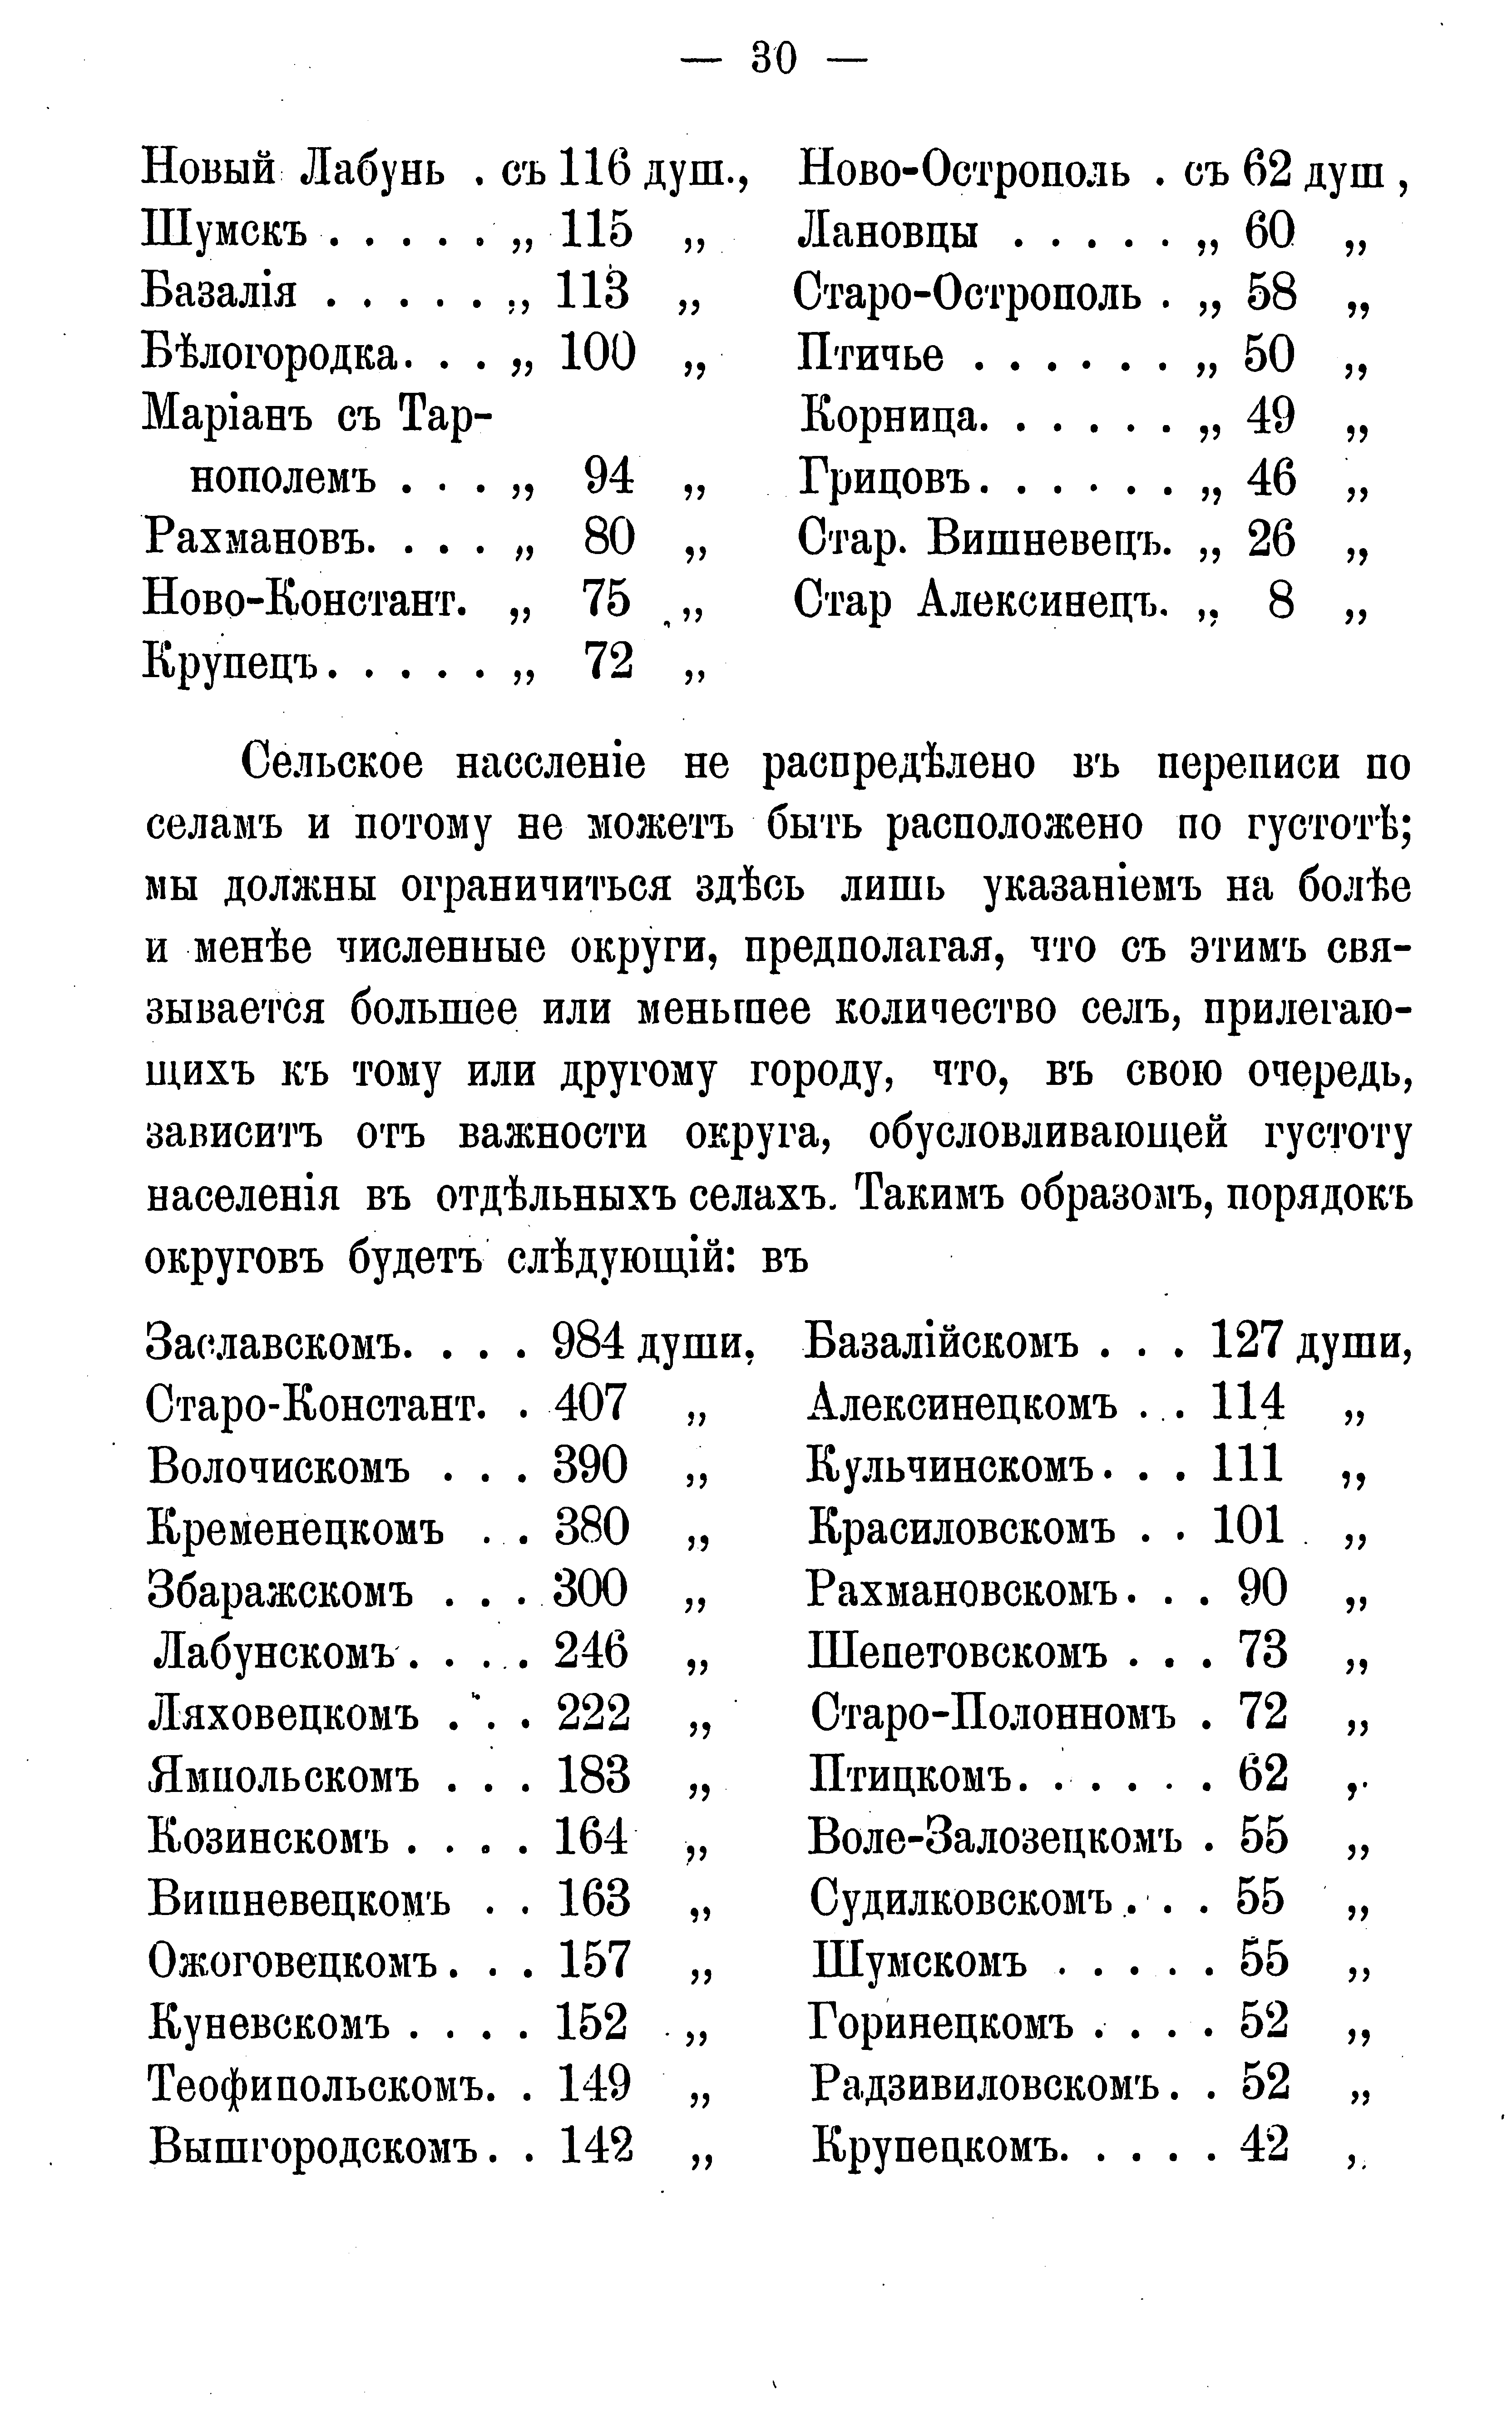 — 30 —
Новый Лабунь . съ 116 душ.,
Шумскъ . . . . . „ 115 „
Базалія . . . . . „ 113 „
Бѣлогородка. . . „ 100 „
Маріанъ съ Тар-
нополемъ . . . „ 94 „
Рахмановъ. . . . „ 80 „
Ново-Констант. „ 75 „
Крупецъ. . . . . „ 72 „
Ново-Острополь . съ 62 душ ,
Лановцы . . . . . „ 60 „
Старо-Острополь . „ 58 „
Птичье . . . . . . „ 50 „
Корница. . . . . . „ 49 „
Грицовъ. . . . . . „ 46 „
Стар. Вишневецъ. „ 26 „
Стар Алексинецъ. „ 8 „
Сельское насселеніе не распредѣлено въ переписи по
селамъ и потому не можетъ быть расположено по густотѣ;
мы должны ограничиться здѣсь лишь указаніемъ на болѣе
и менѣе численные округи, предполагая, что съ этимъ свя-
зывается большее или меньшее количество селъ, прилегаю-
щихъ къ тому или другому городу, что, въ свою очередь,
зависитъ отъ важности округа, обусловливающей густоту
населенія въ отдѣльныхъ селахъ. Такимъ образомъ, порядокъ
округовъ будетъ слѣдующій: въ
Заславскомъ. . . . 984 души,
Старо-Констант. . 407 „
Волочискомъ . . . 390 „
Кременецкомъ . . 380 „
Збаражскомъ . . . 300 „
Лабунскомъ . . . . 246 „
Ляховецкомъ . . . 222 „
Ямпольскомъ . . . 183 „
Козинскомъ . . . . 164 „
Вишневецкомъ . . 163 „
Ожоговецкомъ . . . 157 „
Куневскомъ . . . . 152 „
Теофипольскомъ. . 149 „
Вышгородскомъ . . 142 „
Базалійскомъ . . . 127 души,
Алексинецкомъ . . 114 „
Кульчинскомъ. . . 111 „
Красиловскомъ . . 101 „
Рахмановскомъ. . . 90 „
Шепетовскомъ . . . 73 „
Старо-Полонномъ . 72 „
Птицкомъ. . . . . . 62 „
Воле-Залозецкомъ . 55 „
Судилковскомъ . . . 55 „
Шумскомъ . . . . . 55 „
Горинецкомъ . . . . 52 „
Радзивиловскомъ. . 52 „
Крупецкомъ. . . . . 42 „